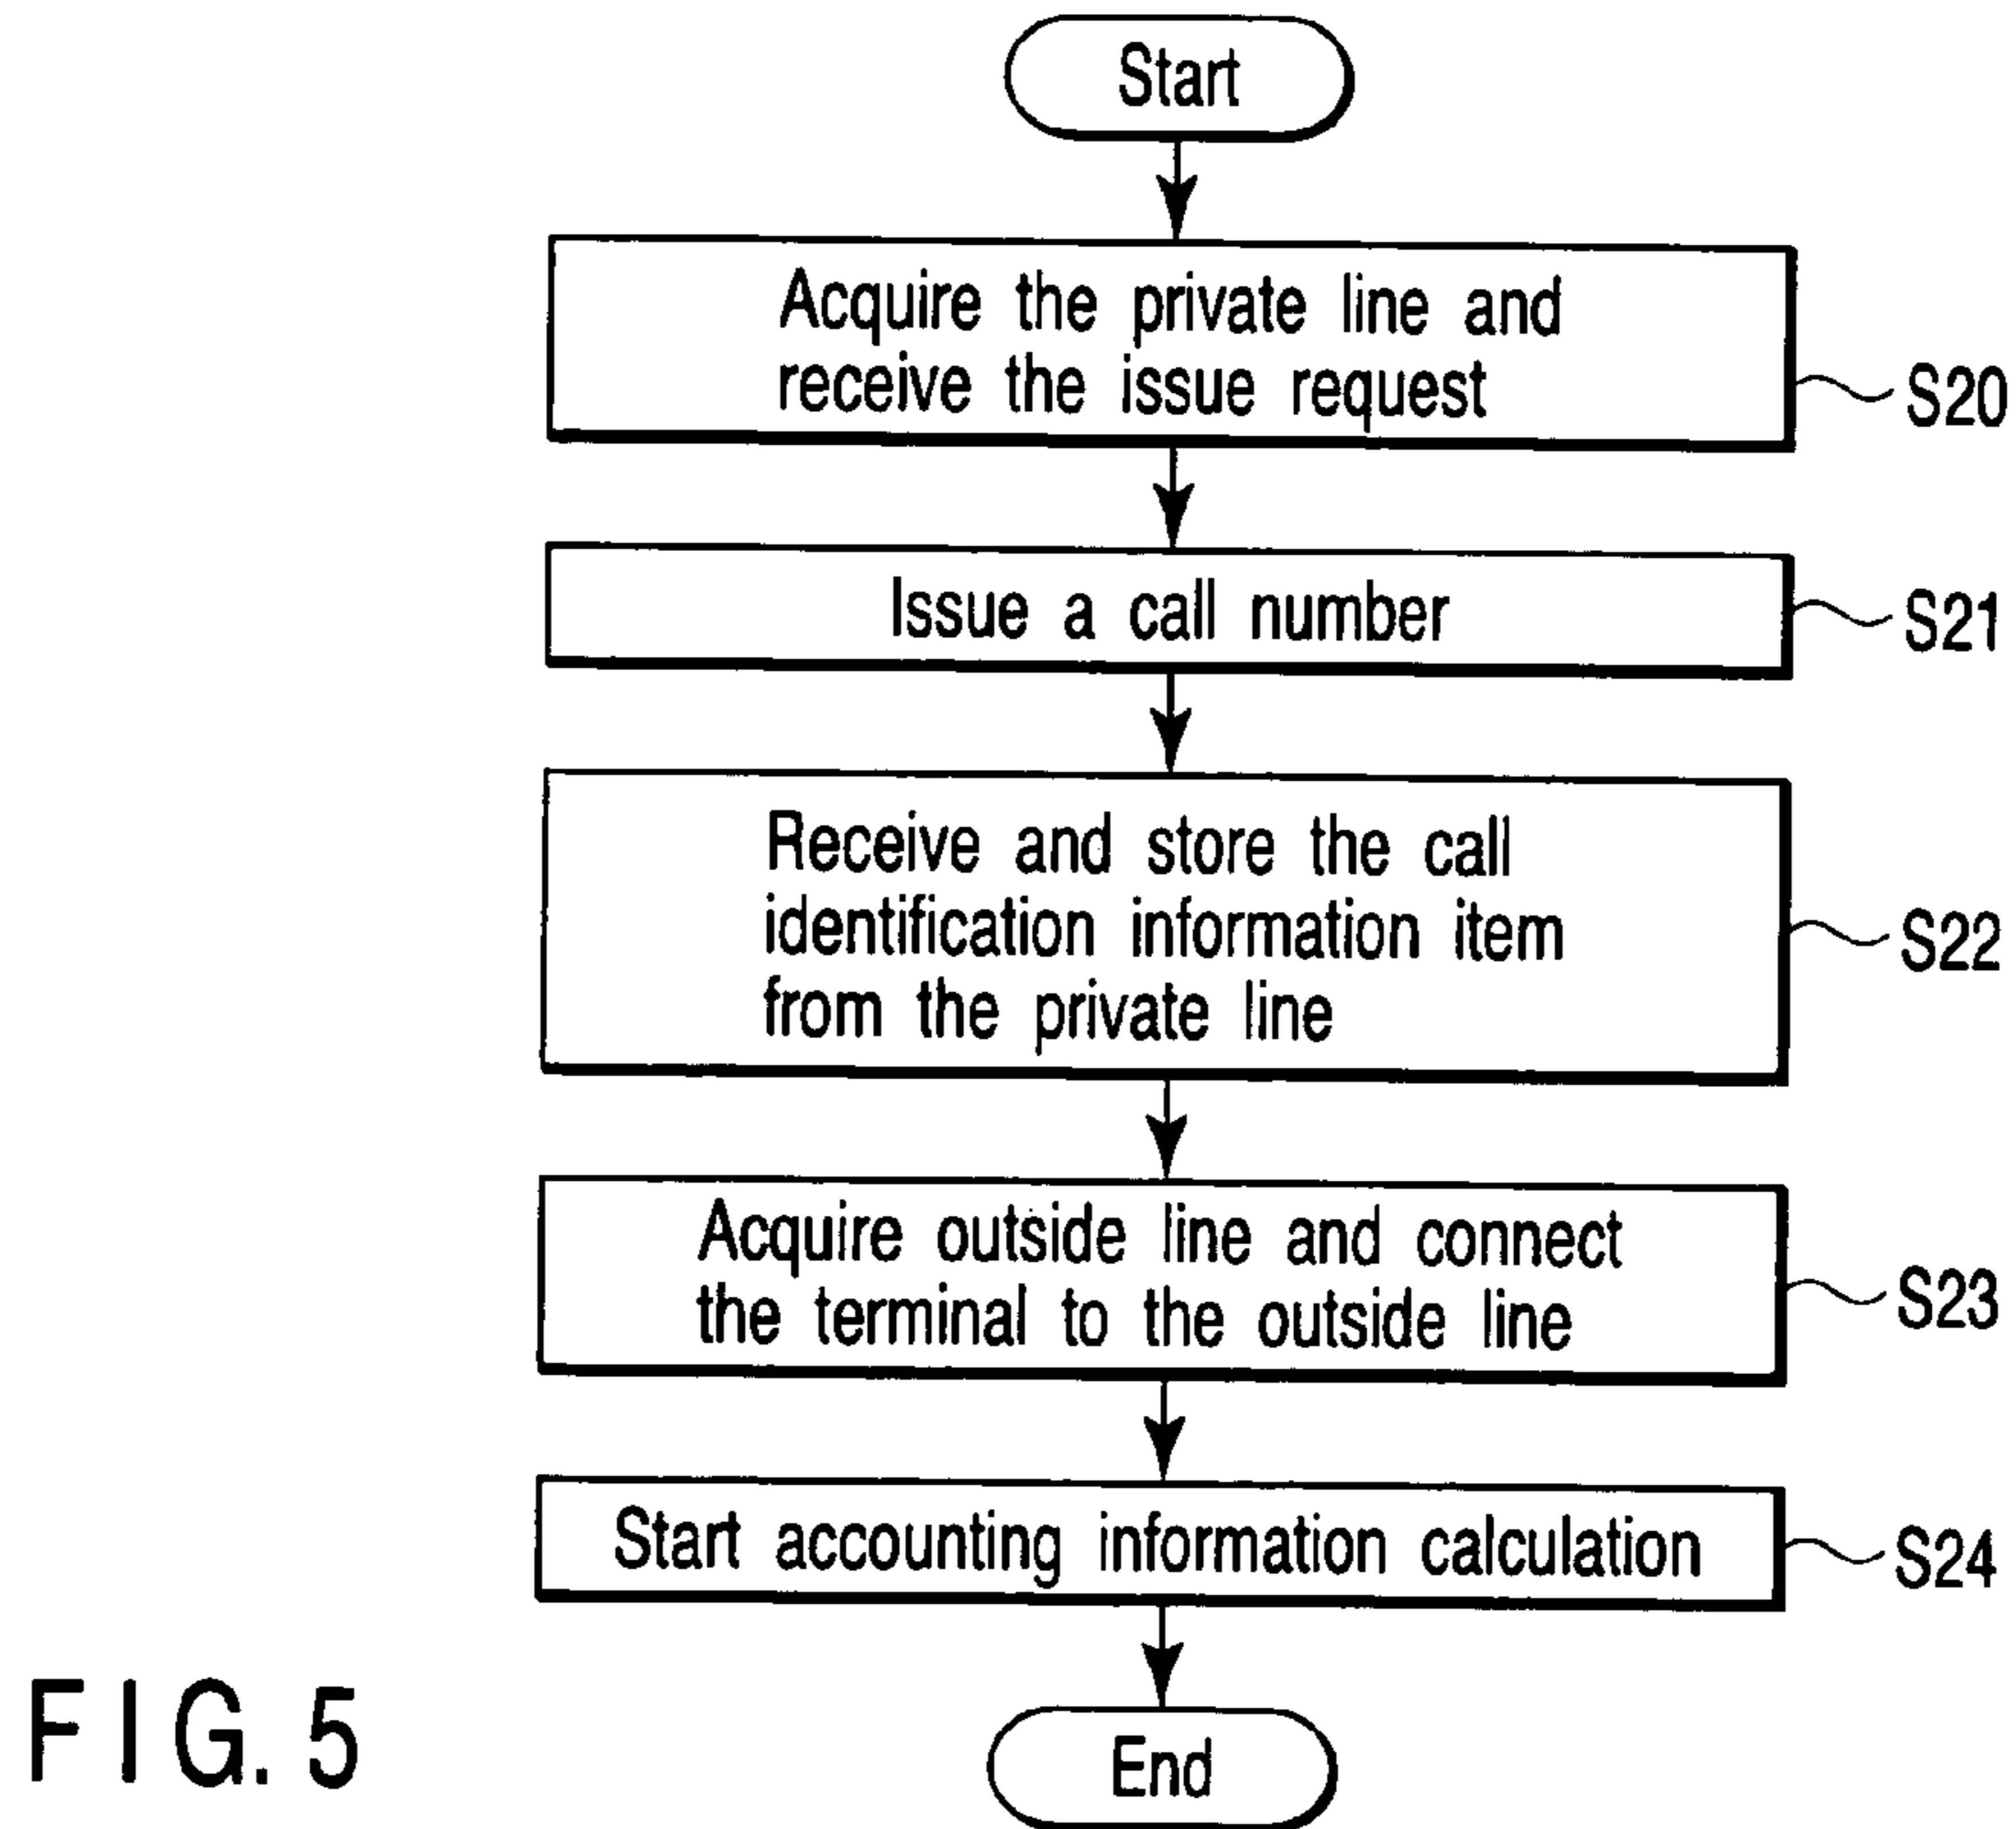 Start
Acquire the private line and
receive the issue request
S20
Issue a call number
S21
Receive and store the call
identification information item
from the private line
S22
Acquire outside line and connect
the terminal to the outside line
S23
Start accounting information calculation
S24
End
FIG. 5